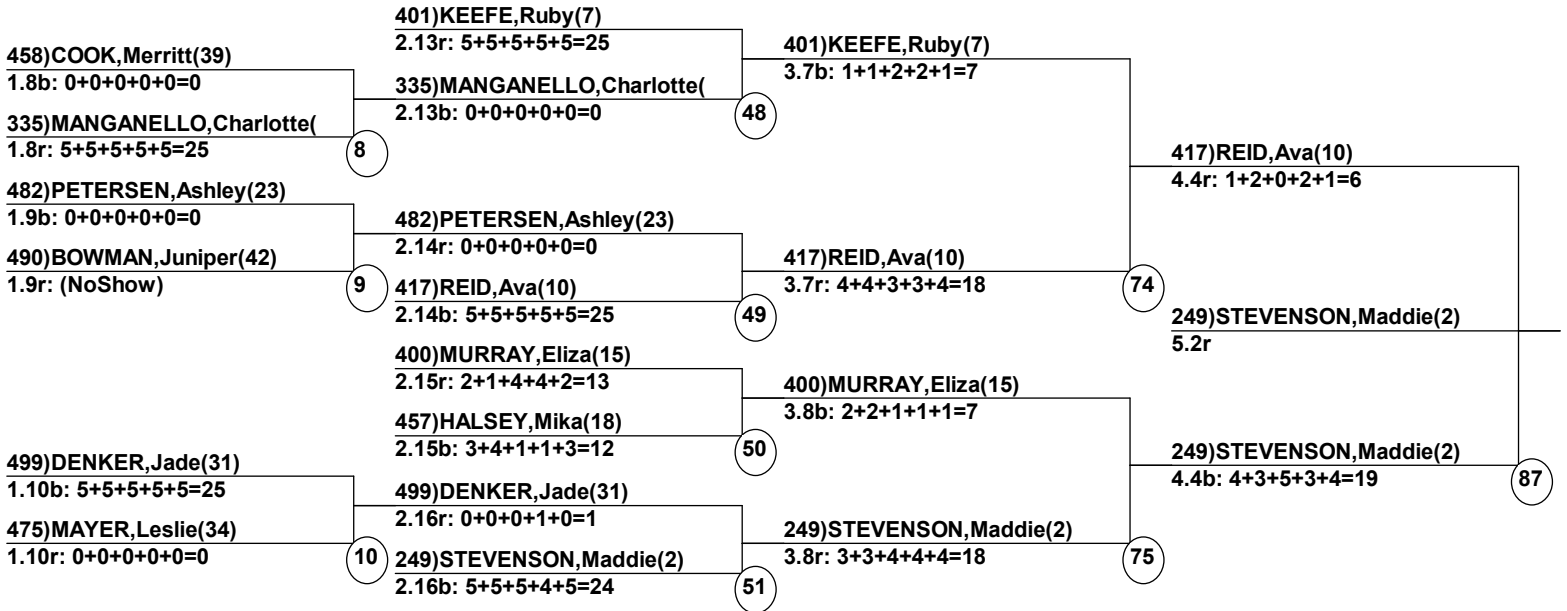 458)COOK,Merritt(39)
1.8b: 0+0+0+0+0=0
335)MANGANELLO,Charlotte(
1.8r: 5+5+5+5+5=25
8
482)PETERSEN,Ashley(23)
1.9b: 0+0+0+0+0=0
490)BOWMAN,Juniper(42)
1.9r: (NoShow)
9
499)DENKER,Jade(31)
1.10b: 5+5+5+5+5=25
475)MAYER,Leslie(34)
1.10r: 0+0+0+0+0=0
10
401)KEEFE,Ruby(7)
2.13r: 5+5+5+5+5=25
335)MANGANELLO,Charlotte(
2.13b: 0+0+0+0+0=0
48
482)PETERSEN,Ashley(23)
2.14r: 0+0+0+0+0=0
417)REID,Ava(10)
2.14b: 5+5+5+5+5=25
49
400)MURRAY,Eliza(15)
2.15r: 2+1+4+4+2=13
457)HALSEY,Mika(18)
2.15b: 3+4+1+1+3=12
50
499)DENKER,Jade(31)
2.16r: 0+0+0+1+0=1
249)STEVENSON,Maddie(2)
2.16b: 5+5+5+4+5=24
51
401)KEEFE,Ruby(7)
3.7b: 1+1+2+2+1=7
417)REID,Ava(10)
3.7r: 4+4+3+3+4=18
74
400)MURRAY,Eliza(15)
3.8b: 2+2+1+1+1=7
249)STEVENSON,Maddie(2)
3.8r: 3+3+4+4+4=18
75
417)REID,Ava(10)
4.4r: 1+2+0+2+1=6
249)STEVENSON,Maddie(2)
4.4b: 4+3+5+3+4=19
87
249)STEVENSON,Maddie(2)
5.2r